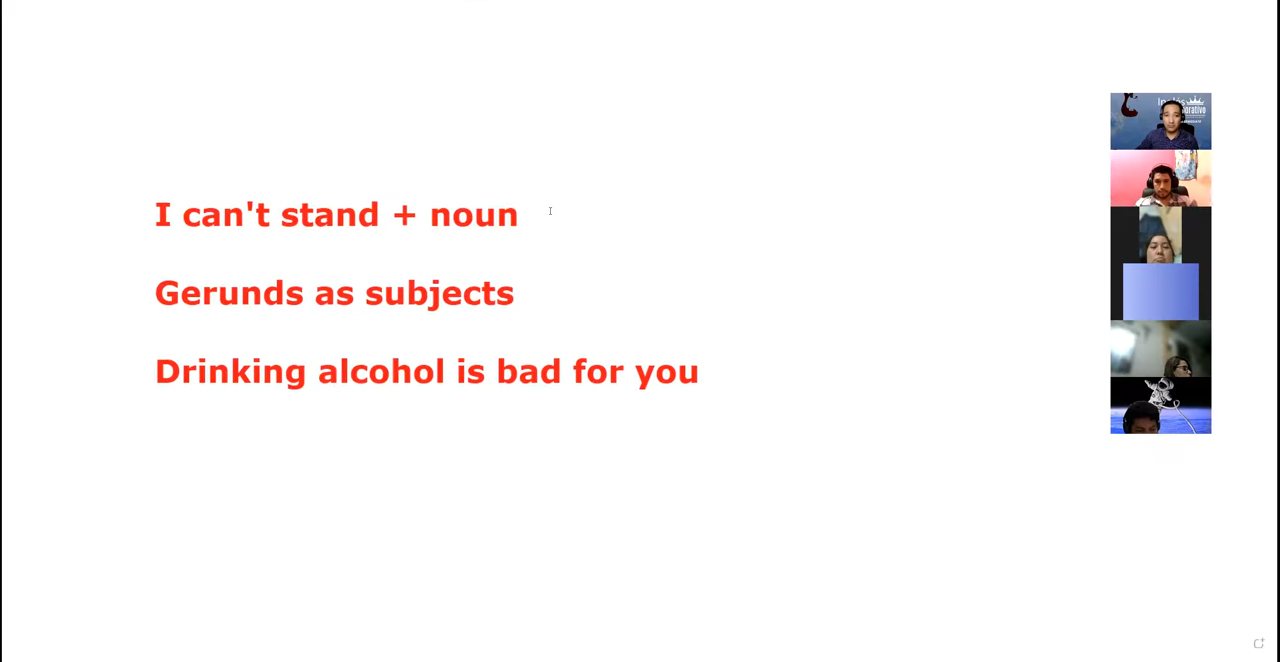 I can't stand + noun
Gerunds as subjects
Drinking alcohol is bad for you